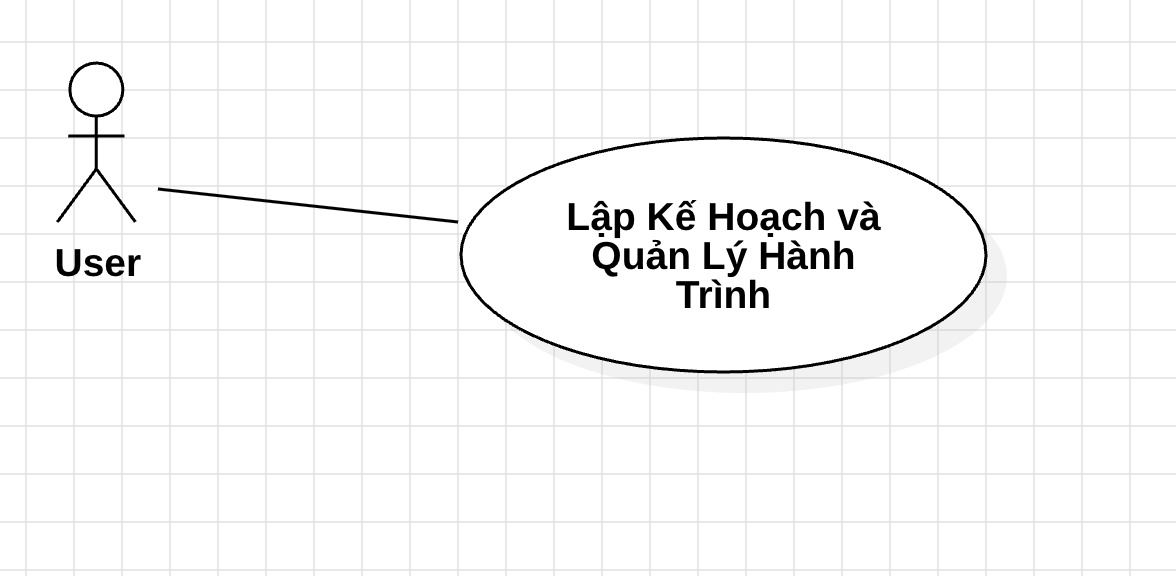 User
Lập Kế Hoạch và
Quản Lý Hành
Trình